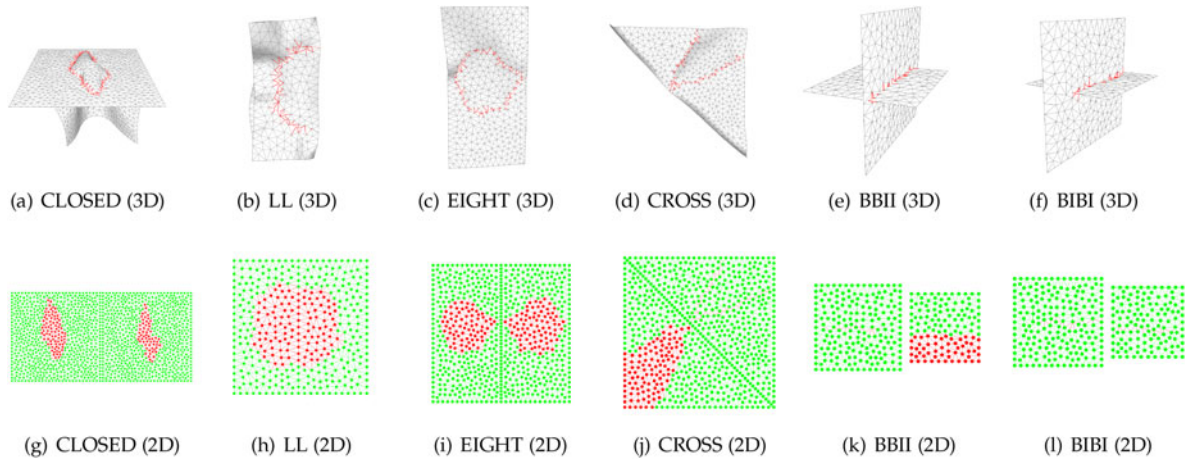 (a) CLOSED (3D)
(b) LL (3D)
(c) EIGHT (3D)
(d) CROSS (3D)
(e) BBII (3D)
(f) BIBI (3D)
(g) CLOSED (2D)
(h) LL (2D)
(i) EIGHT (2D)
(j) CROSS (2D)
(k) BBII (2D)
(l) BIBI (2D)